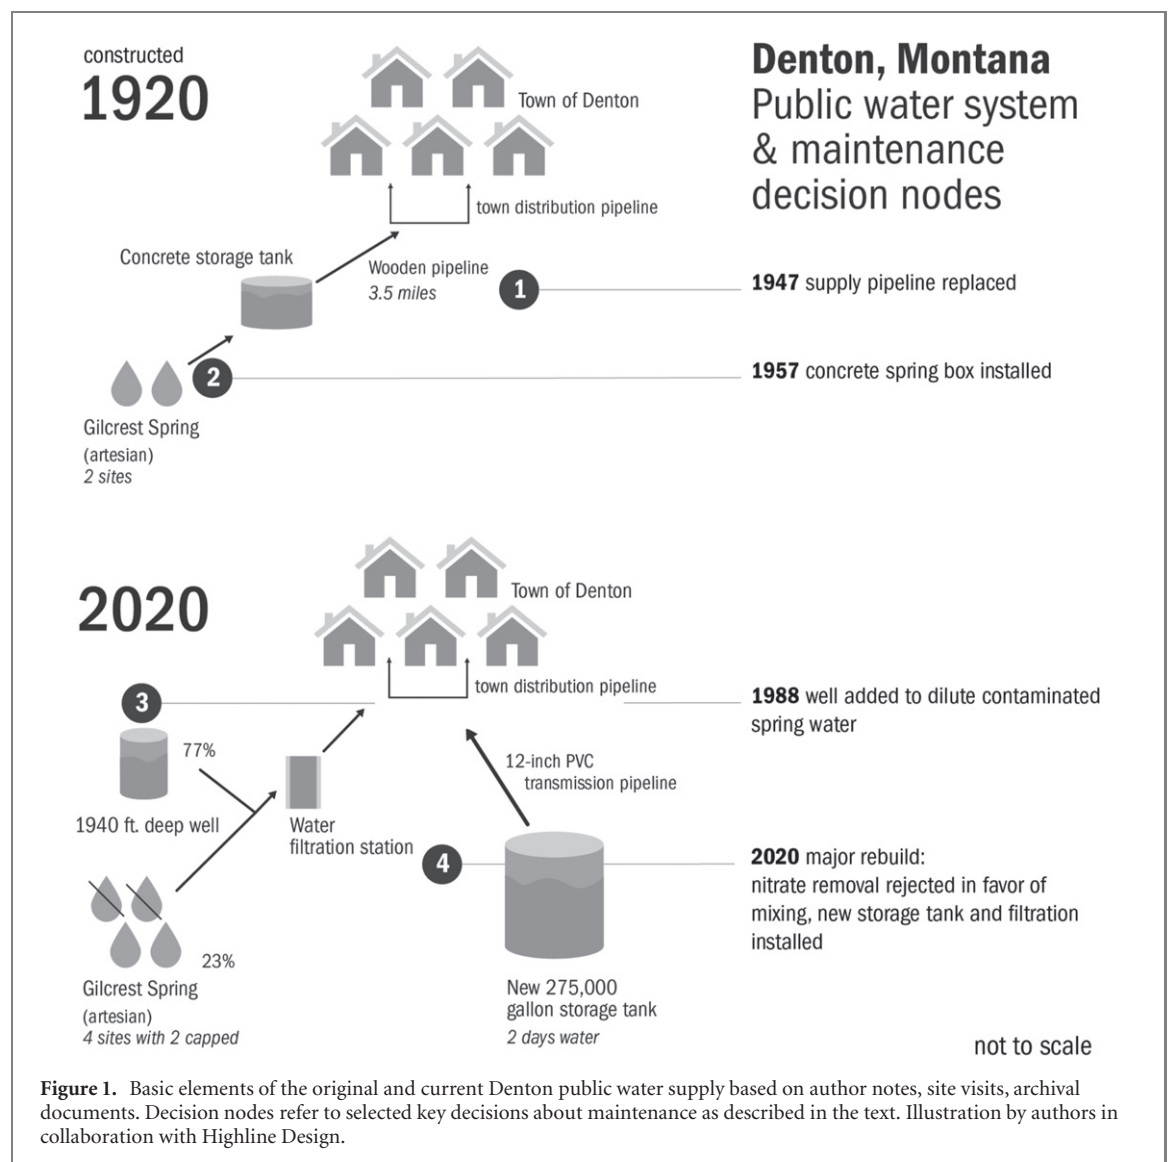 constructed
1920
Denton, Montana
Public water system
& maintenance
decision nodes
Town of Denton
town distribution pipeline
Concrete storage tank
Wooden pipeline
3.5 miles
1
1947 supply pipeline replaced
2
1957 concrete spring box installed
Gilcrest Spring
(artesian)
2 sites
2020
Town of Denton
town distribution pipeline
3
1988 well added to dilute contaminated
spring water
77%
12-inch PVC
transmission pipeline
1940 ft. deep well
Water
filtration station
4
2020 major rebuild:
nitrate removal rejected in favor of
mixing, new storage tank and filtration
installed
23%
Gilcrest Spring
(artesian)
4 sites with 2 capped
New 275,000
gallon storage tank
2 days water
not to scale
Figure 1. Basic elements of the original and current Denton public water supply based on author notes, site visits, archival
documents. Decision nodes refer to selected key decisions about maintenance as described in the text. Illustration by authors in
collaboration with Highline Design.